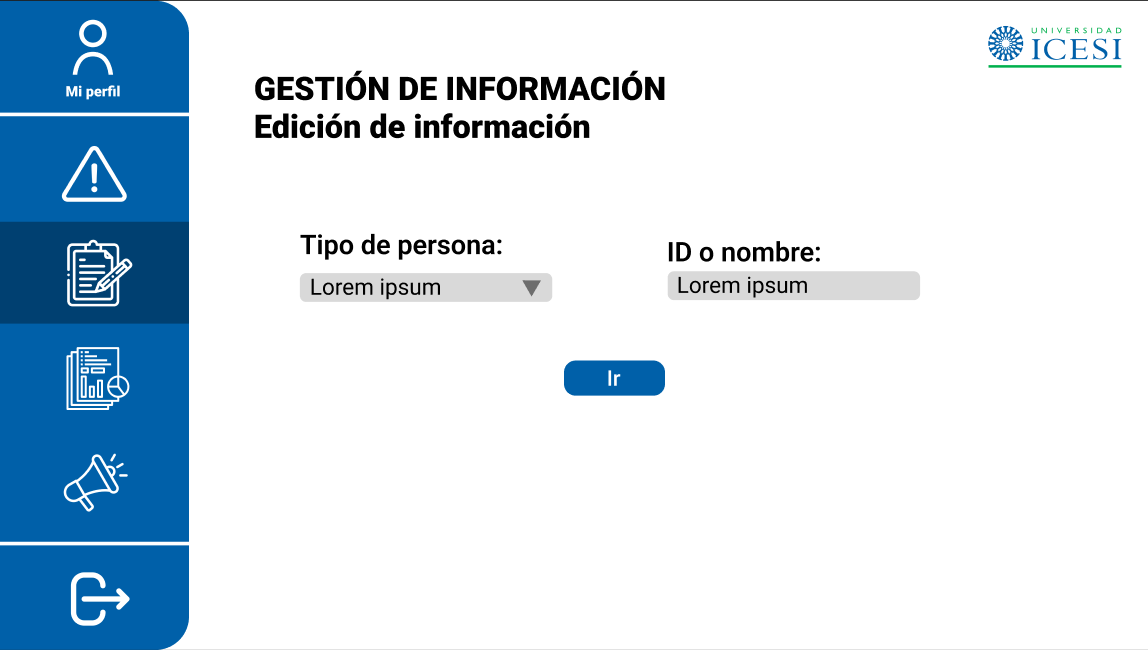 Mi perfil
UNIVERSIDAD
ICESI
GESTIÓN DE INFORMACIÓN
Edición de información
Tipo de persona:
Lorem ipsum
ID o nombre:
Lorem ipsum
Ir